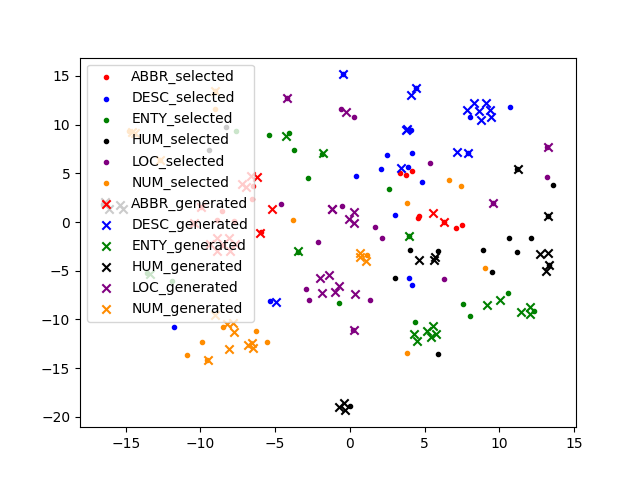 ABBR_selected
DESC_selected
ENTY_selected
HUM_selected
LOC_selected
NUM_selected
ABBR_generated
DESC_generated
ENTY_generated
HUM_generated
LOC_generated
NUM_generated
15
10
5
0
−5
−10
−15
−20
−15 −10 −5 0 5 10 15